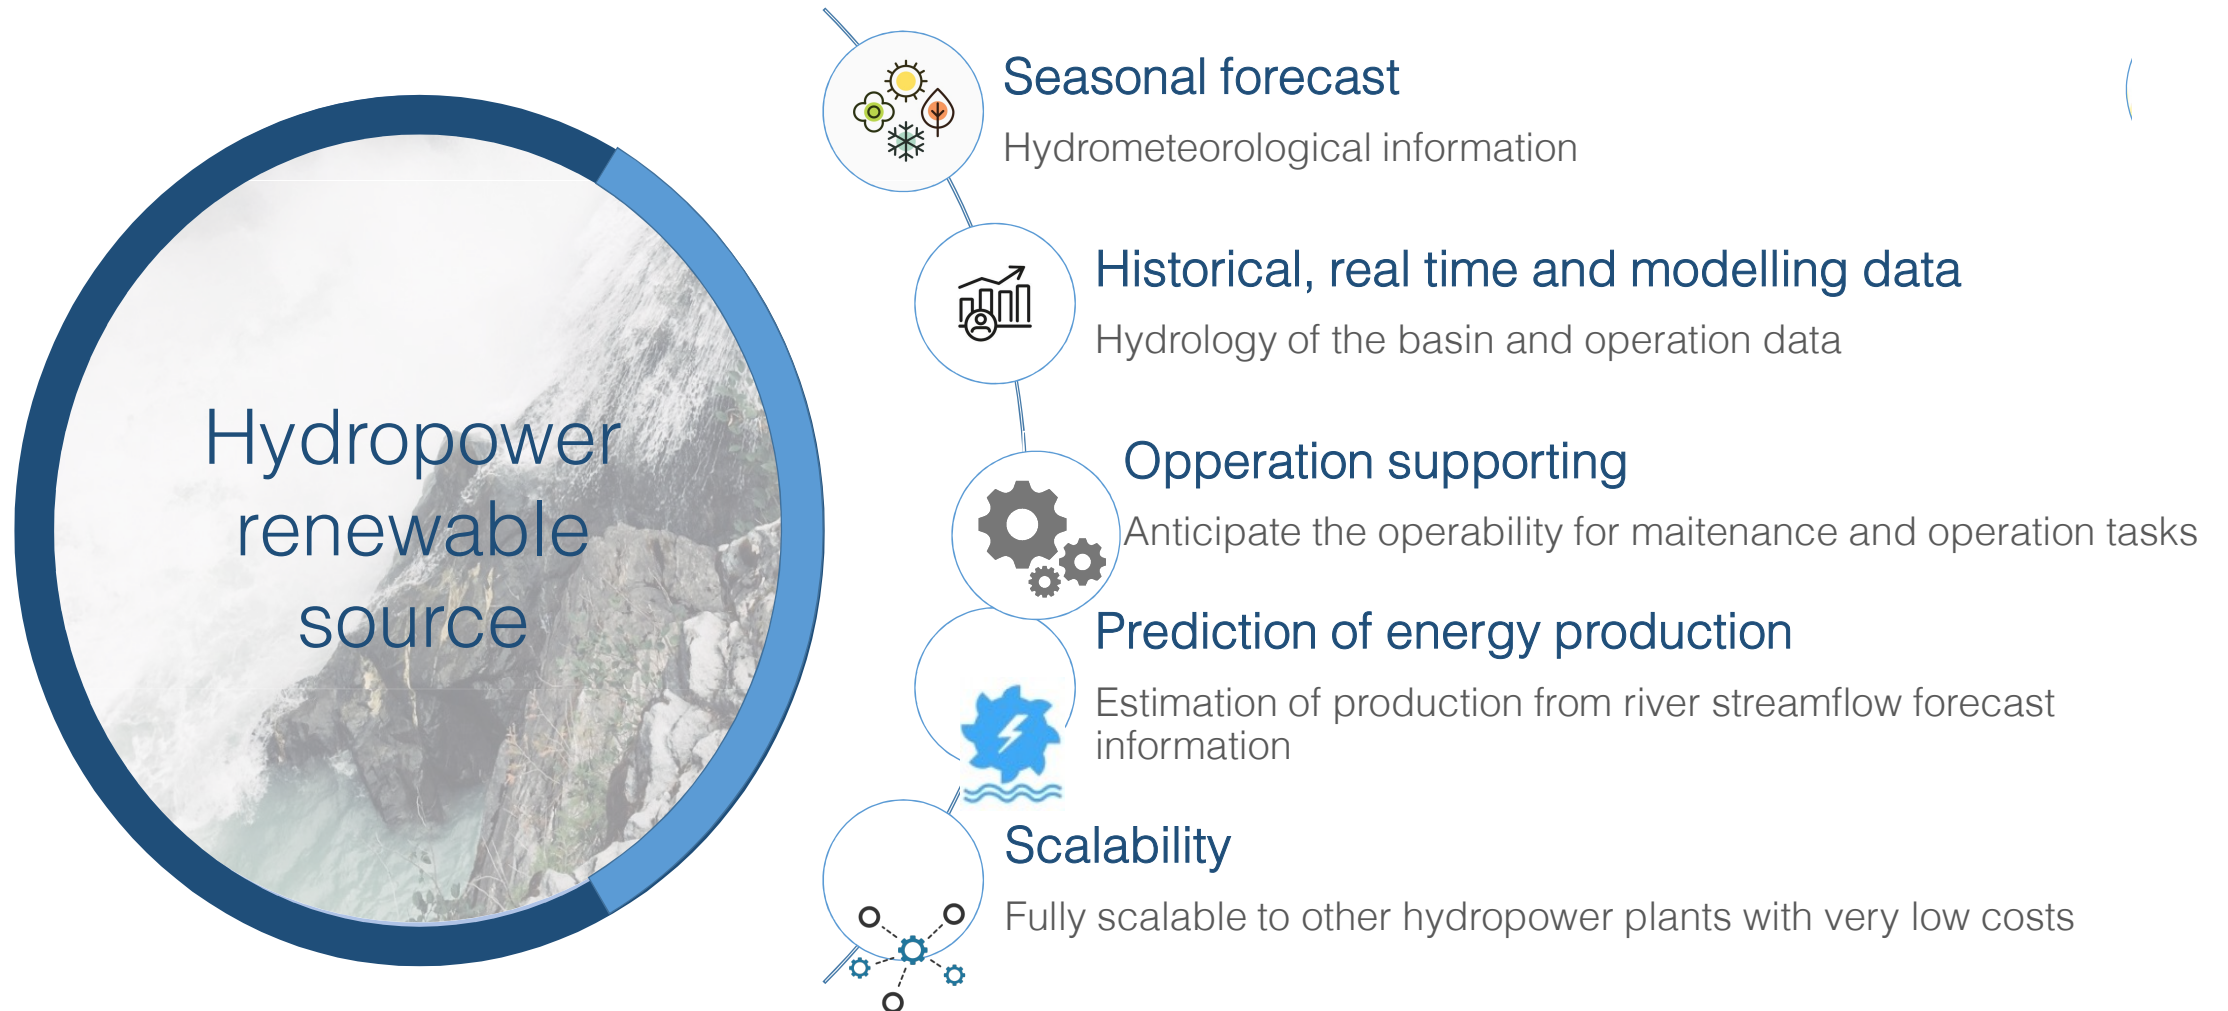 Hydropower
renewable
source
Seasonal forecast
Hydrometeorological information
Historical, real time and modelling data
Hydrology of the basin and operation data
Opperation supporting
Anticipate the operability for maitenance and operation tasks
Prediction of energy production
Estimation of production from river streamflow forecast
information
Scalability
Fully scalable to other hydropower plants with very low costs